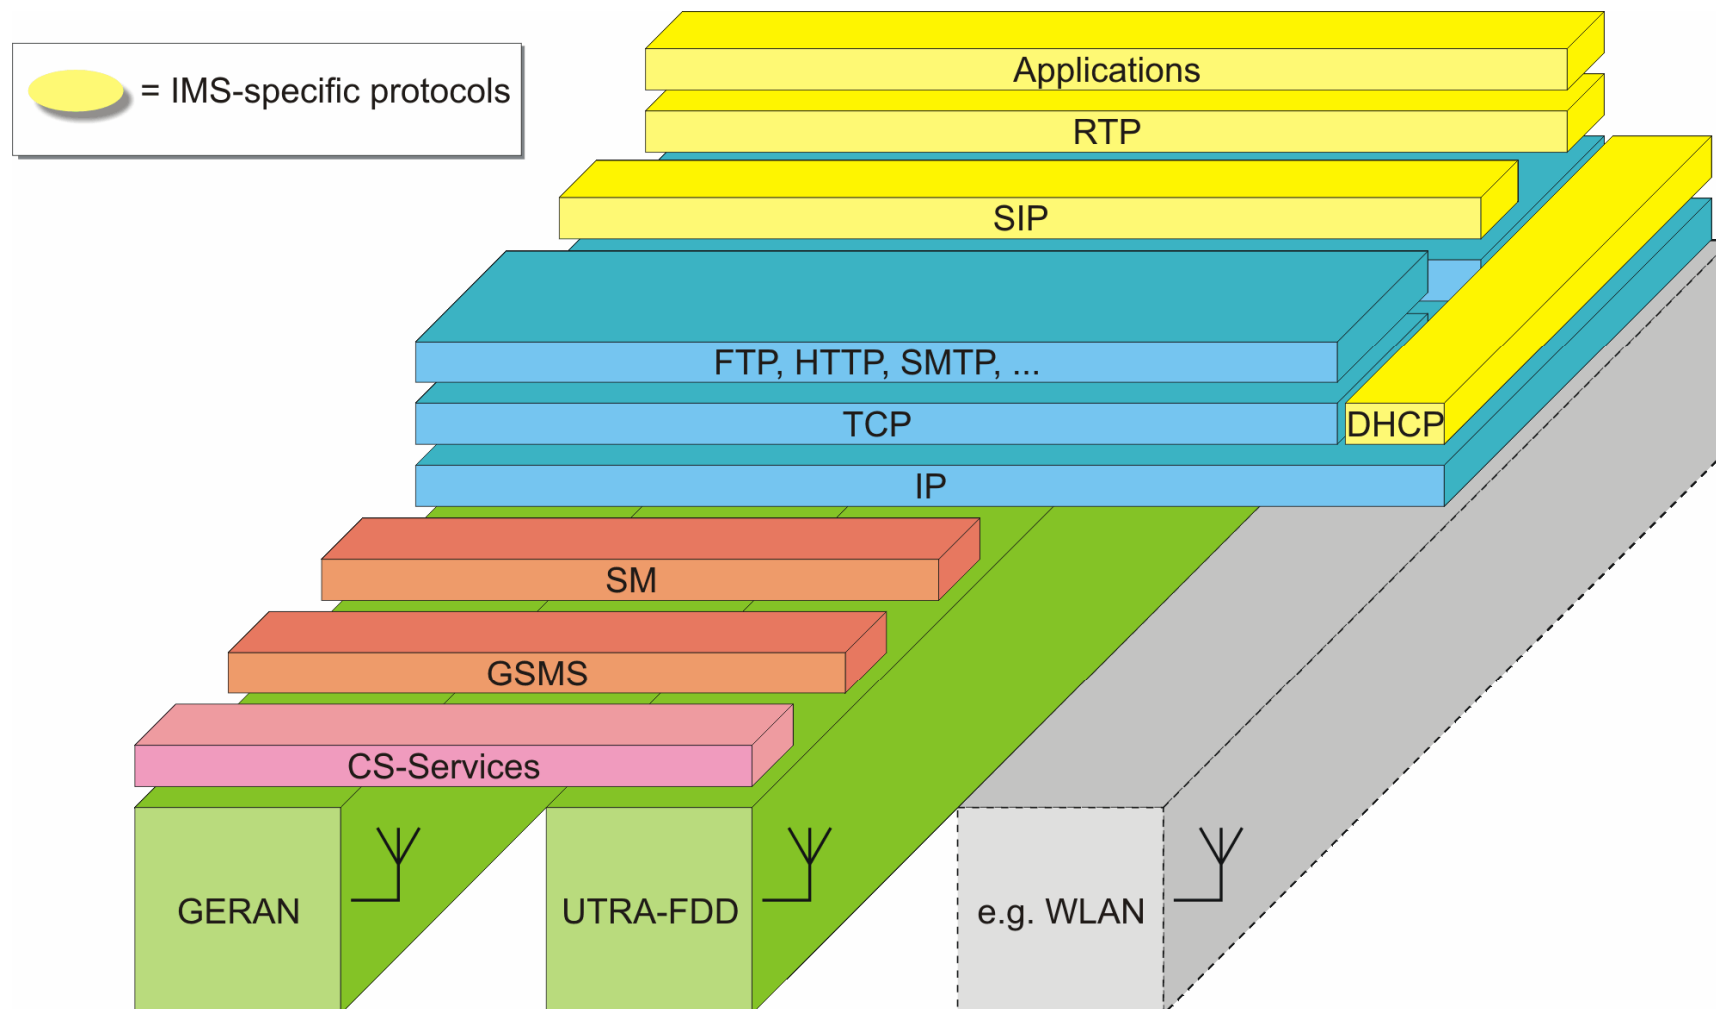 = IMS-specific protocols
Applications
RTP
SIP
FTP, HTTP, SMTP, ...
TCP
DHCP
IP
SM
GSMS
CS-Services
GERAN
UTRA-FDD
e.g. WLAN